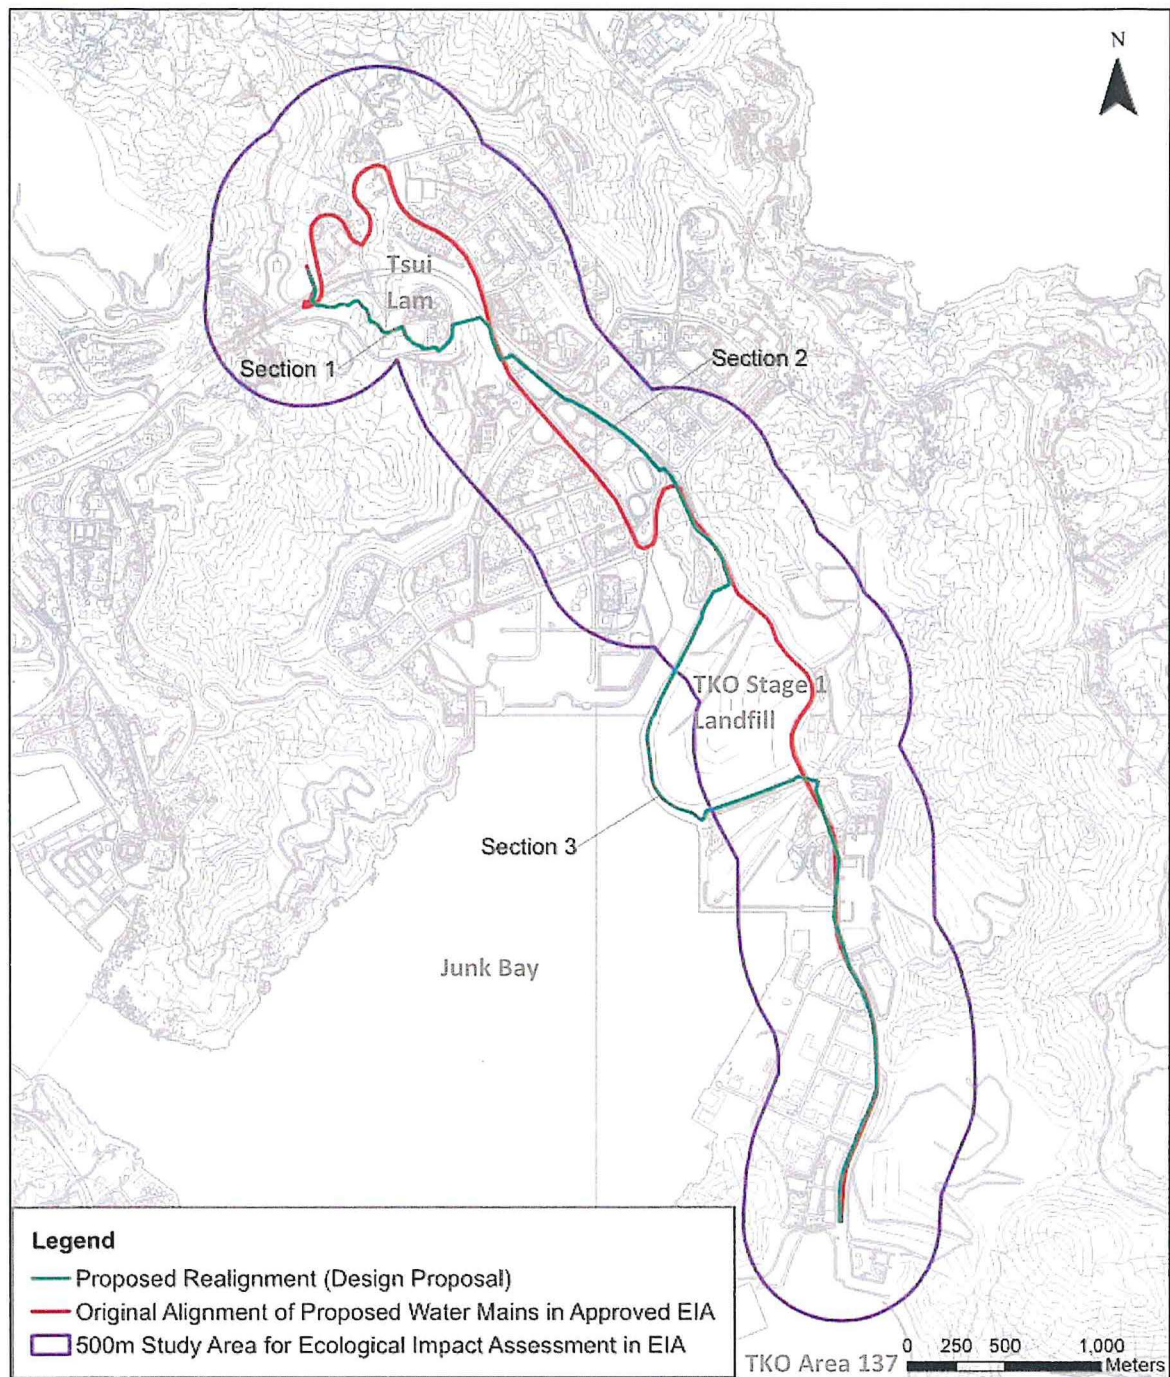 N
Tsui
Lam
Section 1
Section 2
TKO Stage 1
Landfill
Section 3
Junk Bay
Legend
Proposed Realignment (Design Proposal)
Original Alignment of Proposed Water Mains in Approved EIA
500m Study Area for Ecological Impact Assessment in EIA
TKO Area 137
0 250 500 1,000
Meters